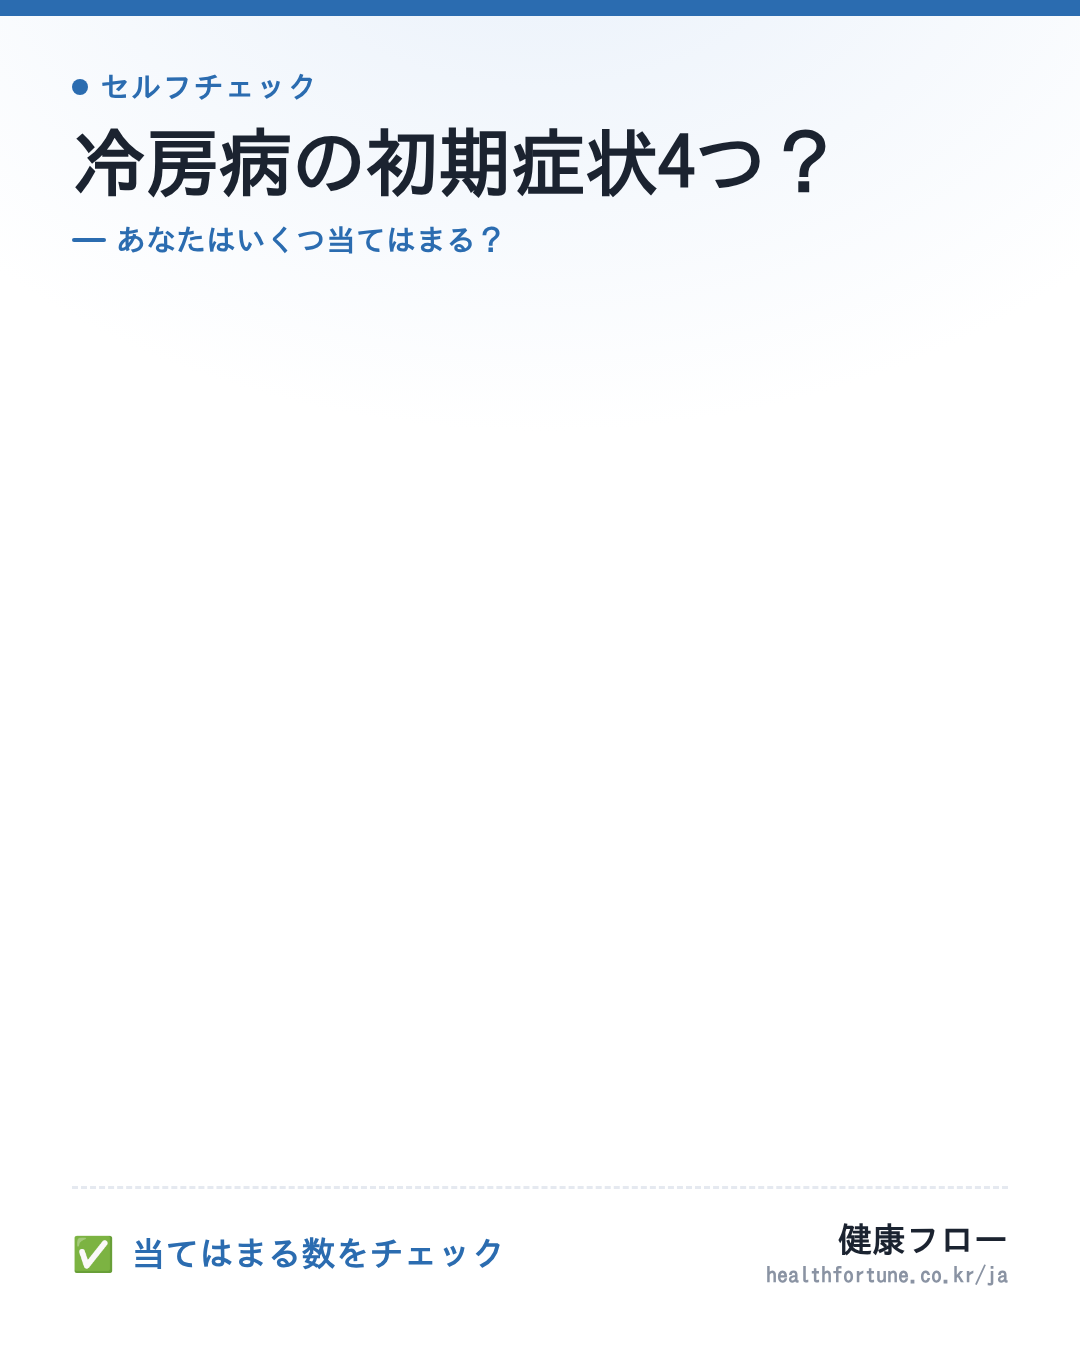 セルフチェック
冷房病の初期症状4つ？
— あなたはいくつ当てはまる？
✅ 当てはまる数をチェック
健康フロー
healthfortune.co.kr/ja